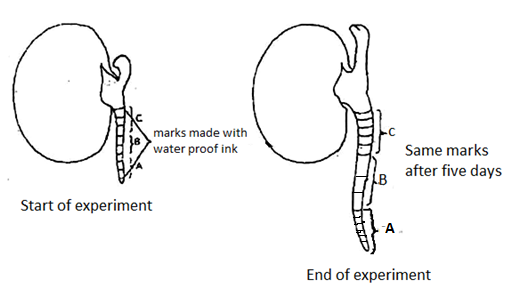 C
B
A
marks made with
water proof ink
Start of experiment
C
B
A
Same marks
after five days
End of experiment